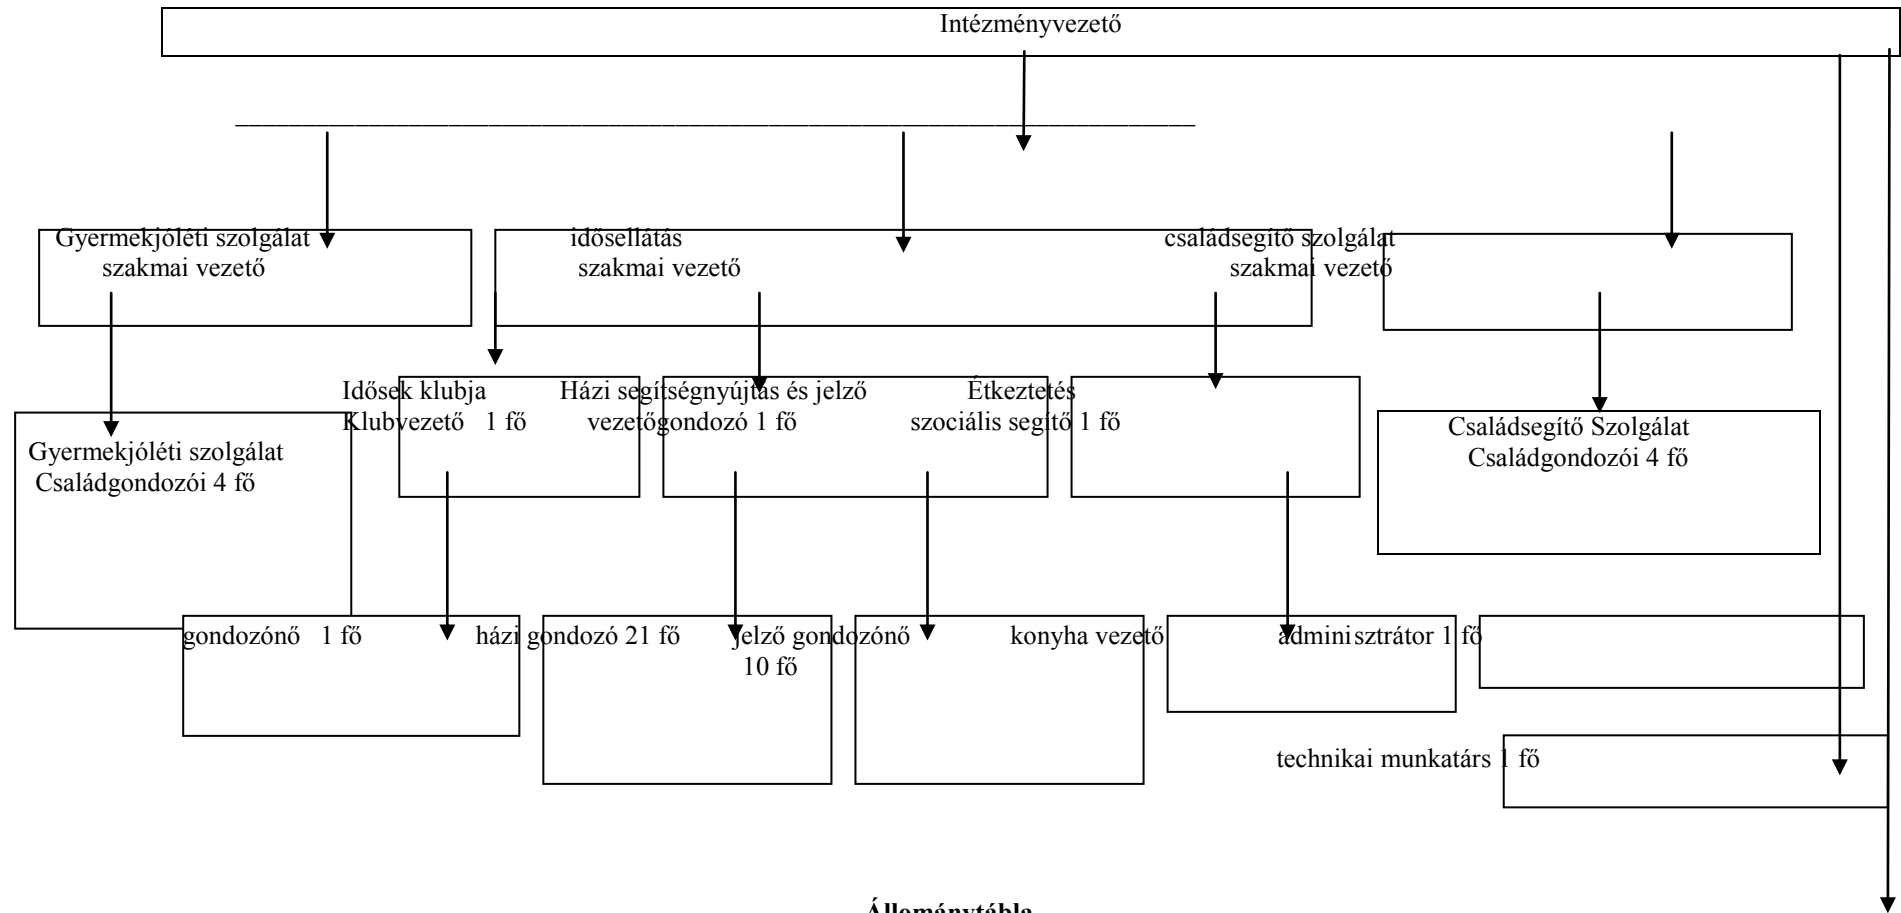 Intézményvezető
Gyermekjóléti szolgálat idősellátás családsegítő szolgálat
szakmai vezető szakmai vezető szakmai vezető
Idősek klubja Házi segítségnyújtás és jelző Étkeztetés
Klubvezető 1 fő vezetőgondozó 1 fő szociális segítő 1 fő
Családsegítő Szolgálat
Családgondozói 4 fő
Gyermekjóléti szolgálat
Családgondozói 4 fő
gondozónő 1 fő házi gondozó 21 fő jelző gondozónő konyha vezető adminisztrátor 1 fő
10 fő
technikai munkatárs 1 fő
Állománytábla